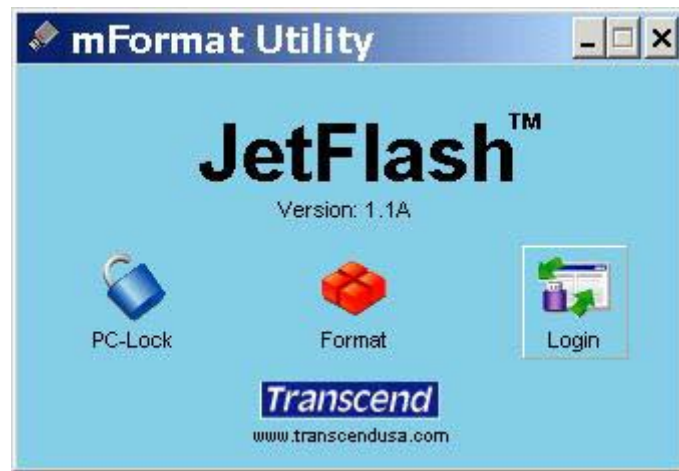 mFormat Utility
JetFlash™
Version: 1.1A
PC-Lock Format Login
Transcend
www.transcendusa.com